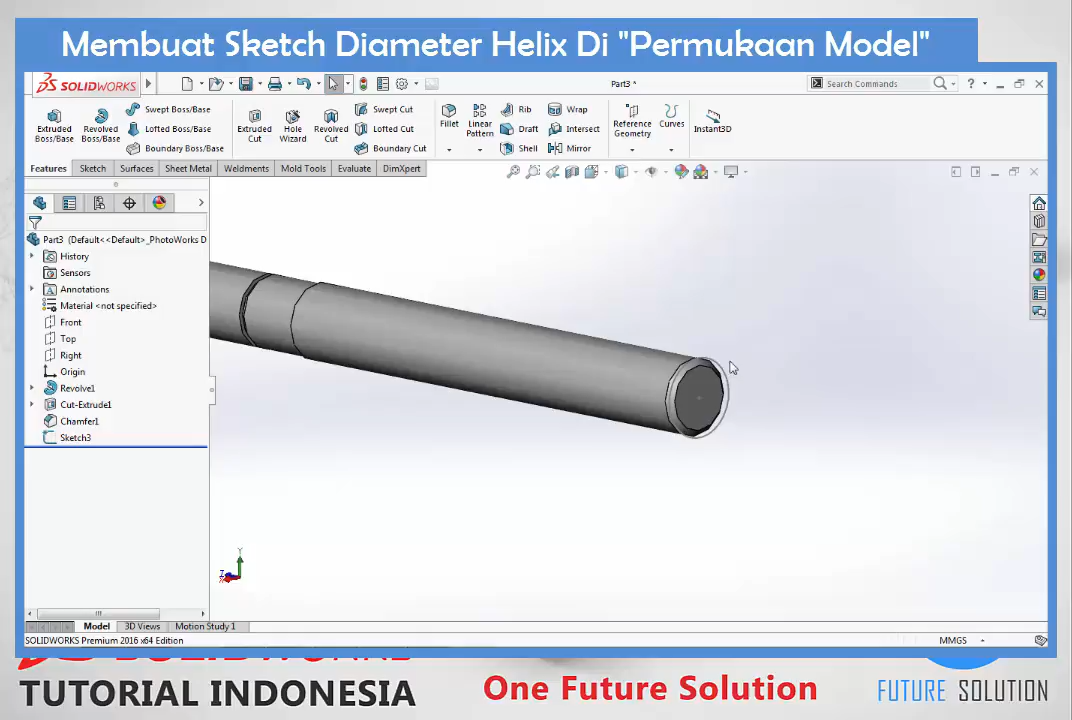 Membuat Sketch Diameter Helix Di "Permukaan Model"
SOLIDWORKS
Part3 *
Search Commands
Extruded Boss/Base
Revolved Boss/Base
Swept Boss/Base
Lofted Boss/Base
Boundary Boss/Base
Extruded Cut
Hole Wizard
Revolved Cut
Swept Cut
Lofted Cut
Boundary Cut
Fillet
Linear Pattern
Rib
Draft
Shell
Wrap
Intersect
Mirror
Reference Geometry
Curves
Instant3D
Features Sketch Surfaces Sheet Metal Weldments Mold Tools Evaluate DimXpert
Part3 (Default<<Default>_PhotoWorks D
History
Sensors
Annotations
Material <not specified>
Front
Top
Right
Origin
Revolve1
Cut-Extrude1
Chamfer1
Sketch3
Y
Z
Model 3D Views Motion Study 1
SOLIDWORKS Premium 2016 x64 Edition
MMGS
TUTORIAL INDONESIA
One Future Solution
FUTURE SOLUTION